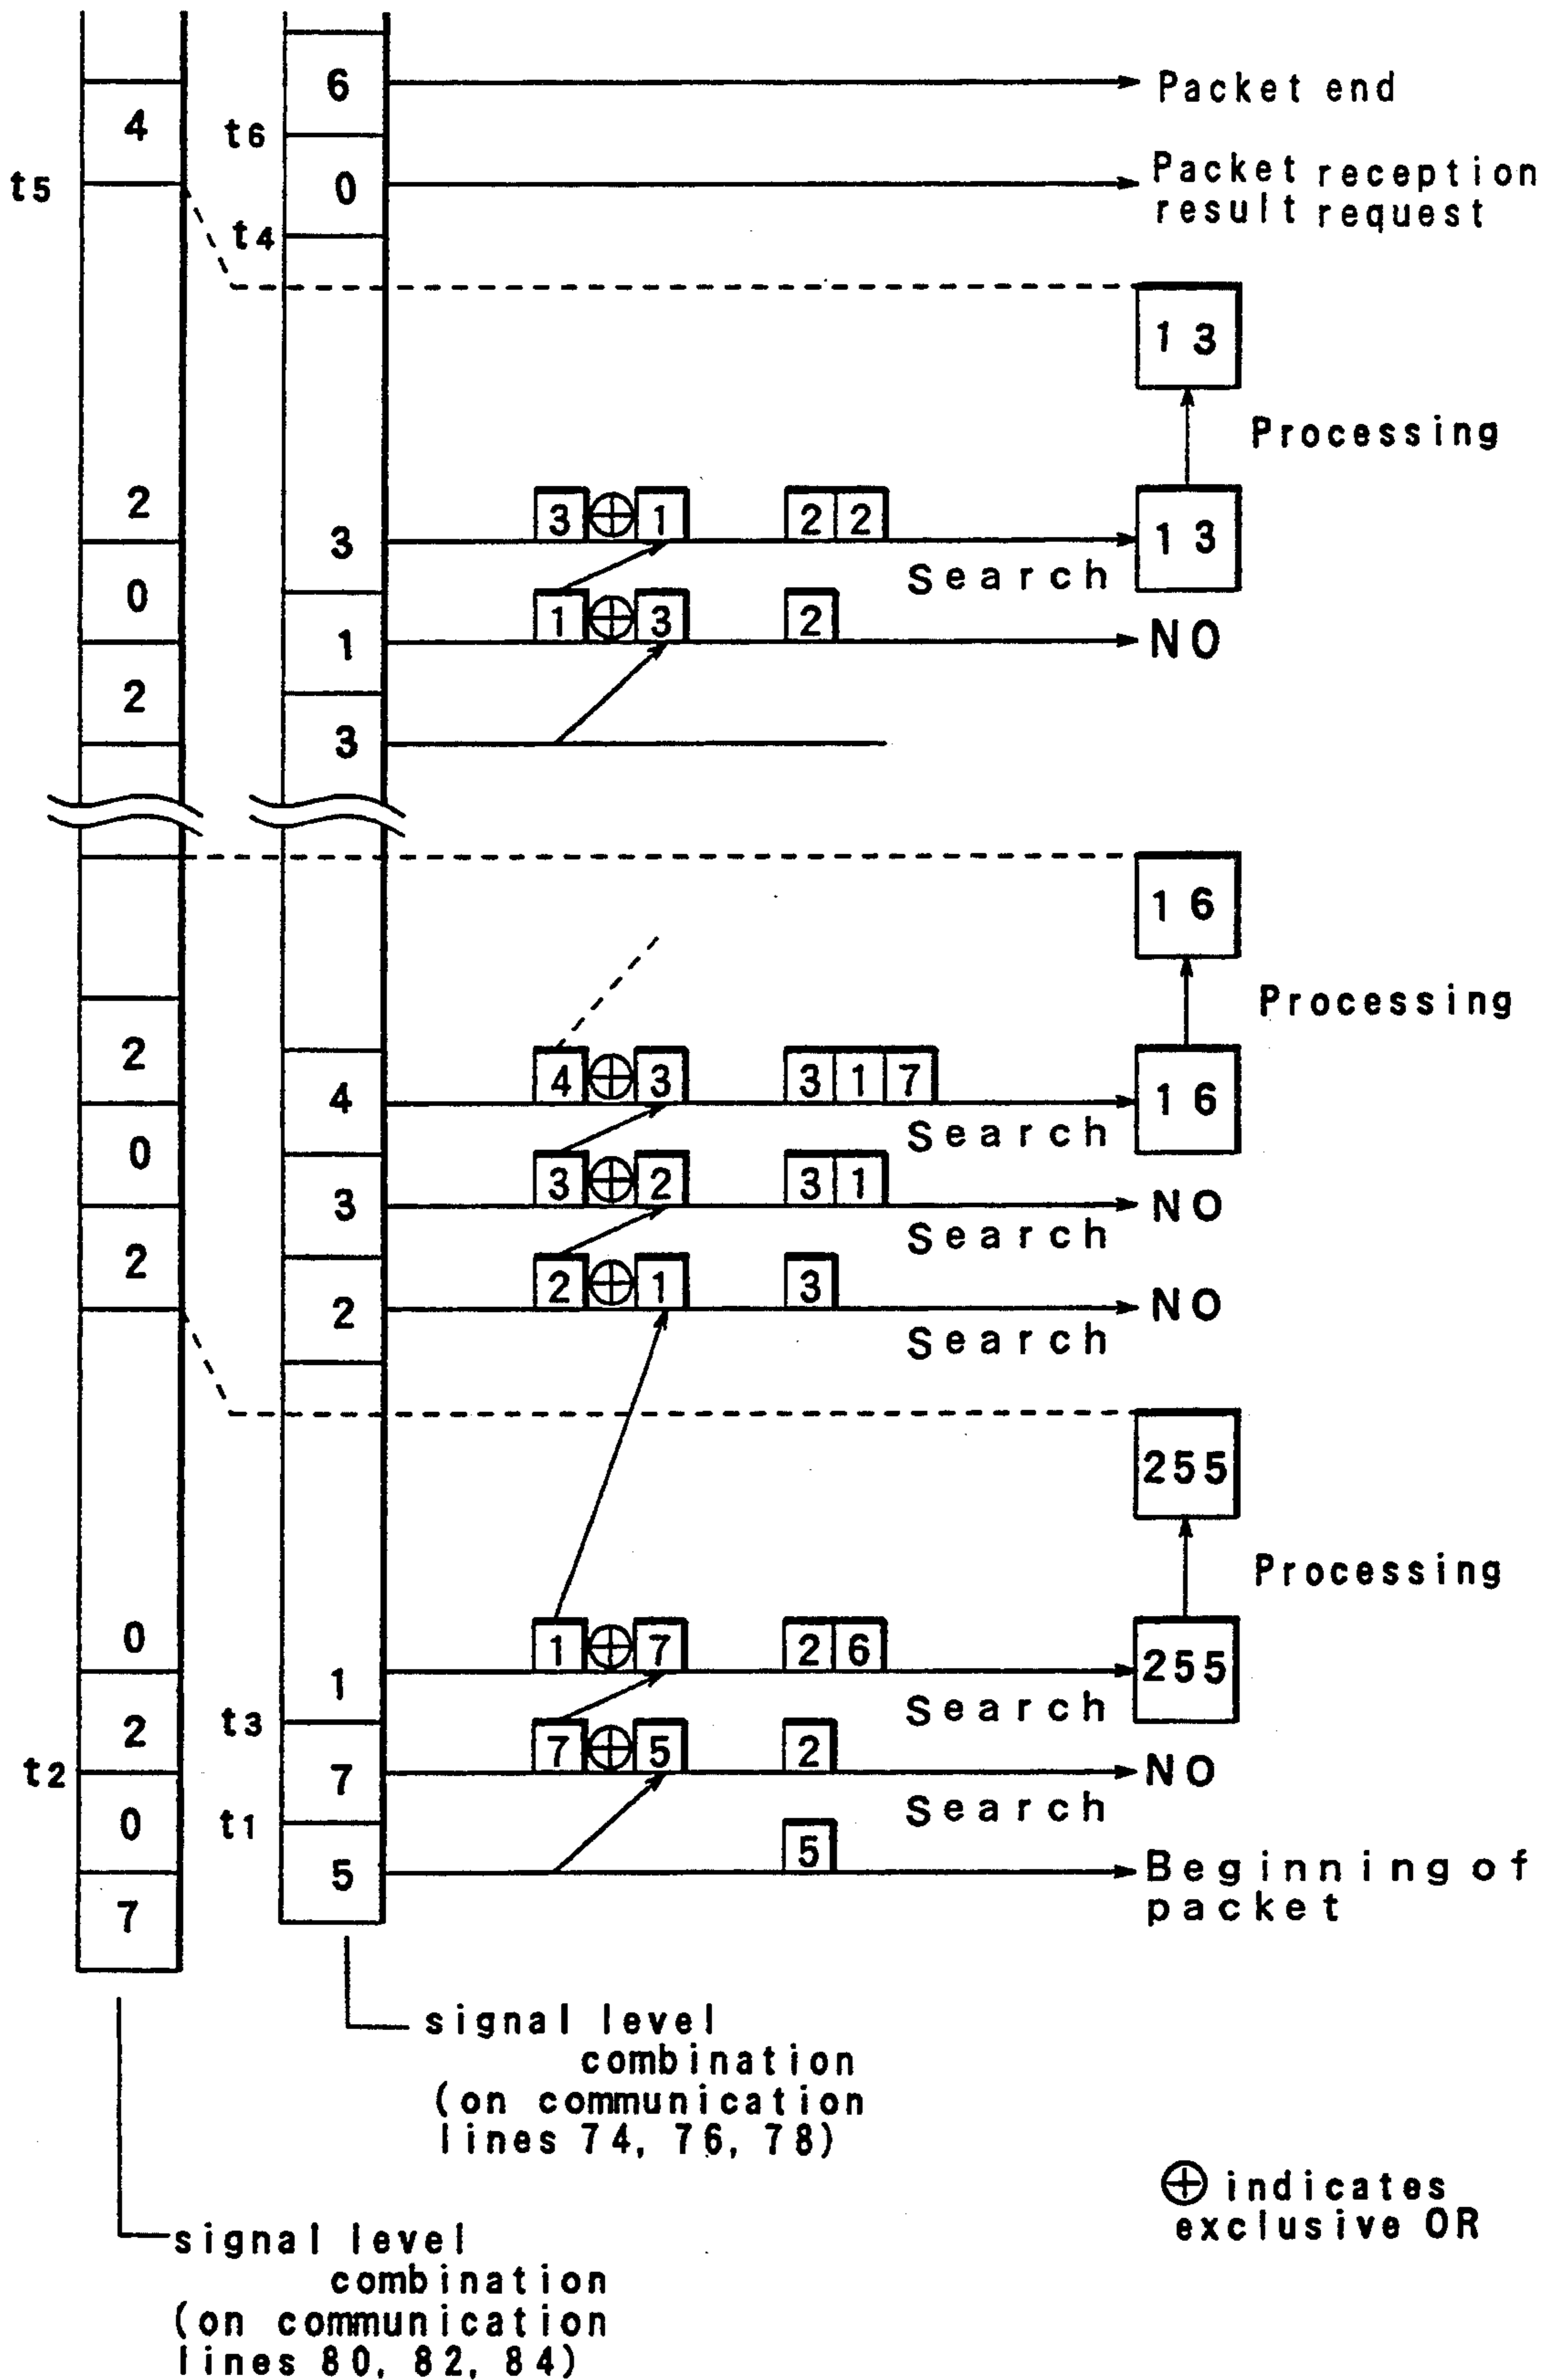 6 Packet end
4 t6
t5 0 Packet reception
result request
t4
13
Processing
2 3 ⊕ 1 2 2
3 13
Search
0 1 ⊕ 3 2
1 NO
2
3
16
Processing
2 4 ⊕ 3 3 1 7
4 16
Search
0 3 ⊕ 2 3 1
3 NO
Search
2 2 ⊕ 1 3
2 NO
Search
255
Processing
0 1 ⊕ 7 2 6
1 255
Search
t3
2 7 ⊕ 5 2
t2 7 NO
Search
0 t1
5
5 Beginning of
packet
7
signal level
combination
(on communication
lines 74, 76, 78)
⊕ indicates
exclusive OR
signal level
combination
(on communication
lines 80, 82, 84)